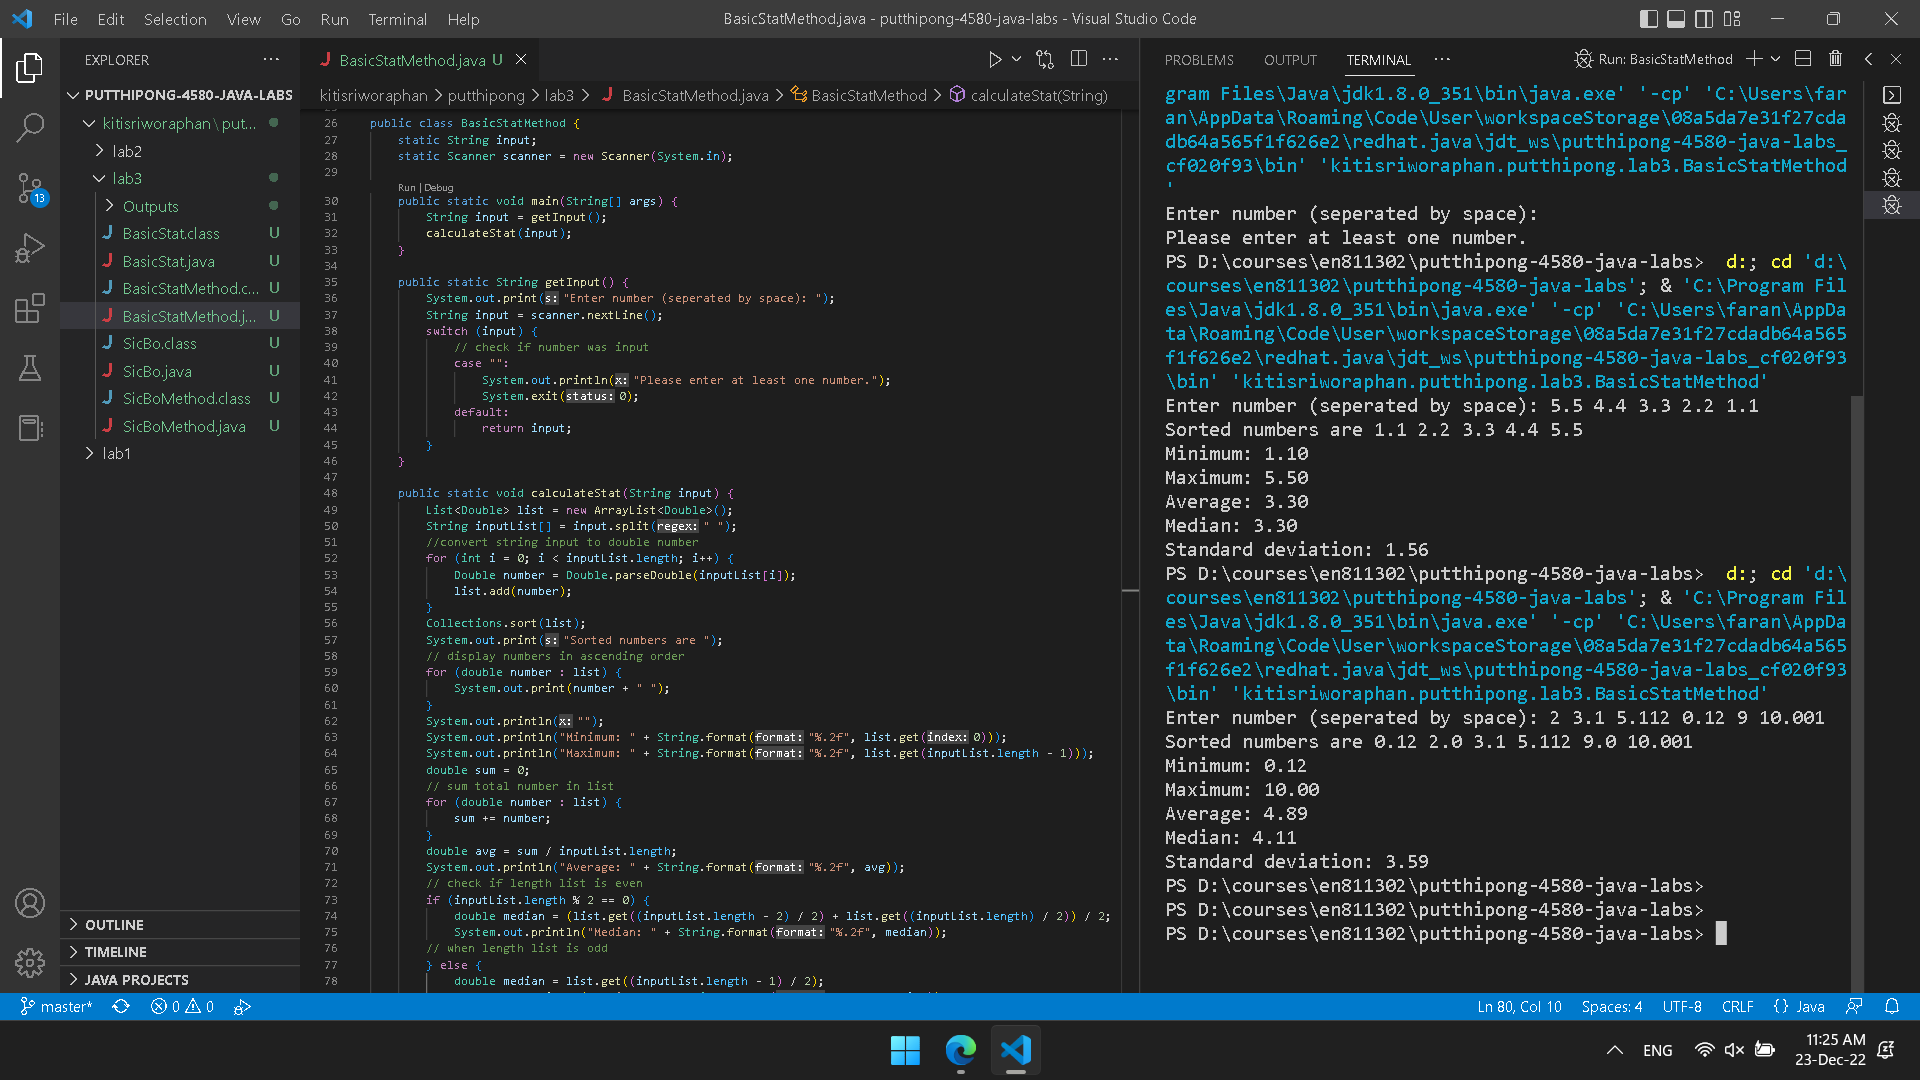 File Edit Selection View Go Run Terminal Help
BasicStatMethod.java - putthipong-4580-java-labs - Visual Studio Code
EXPLORER
PUTTHIPONG-4580-JAVA-LABS
kitisriworaphan\put...
lab2
lab3
Outputs
BasicStat.class U
BasicStat.java U
BasicStatMethod.c... U
BasicStatMethod.j... U
SicBo.class U
SicBo.java U
SicBoMethod.class U
SicBoMethod.java U
lab1
OUTLINE
TIMELINE
JAVA PROJECTS
13
BasicStatMethod.java U
kitisriworaphan > putthipong > lab3 > BasicStatMethod.java > BasicStatMethod > calculateStat(String)
26 public class BasicStatMethod {
27 static String input;
28 static Scanner scanner = new Scanner(System.in);
29
Run | Debug
30 public static void main(String[] args) {
31 String input = getInput();
32 calculateStat(input);
33 }
34
35 public static String getInput() {
36 System.out.print(s: "Enter number (seperated by space): ");
37 String input = scanner.nextLine();
38 switch (input) {
39 // check if number was input
40 case "":
41 System.out.println(x: "Please enter at least one number.");
42 System.exit(status: 0);
43 default:
44 return input;
45 }
46 }
47
48 public static void calculateStat(String input) {
49 List<Double> list = new ArrayList<Double>();
50 String inputList[] = input.split(regex: " ");
51 //convert string input to double number
52 for (int i = 0; i < inputList.length; i++) {
53 Double number = Double.parseDouble(inputList[i]);
54 list.add(number);
55 }
56 Collections.sort(list);
57 System.out.print(s: "Sorted numbers are ");
58 // display numbers in ascending order
59 for (double number : list) {
60 System.out.print(number + " ");
61 }
62 System.out.println(x: "");
63 System.out.println("Minimum: " + String.format(format: "%.2f", list.get(index: 0)));
64 System.out.println("Maximum: " + String.format(format: "%.2f", list.get(inputList.length - 1)));
65 double sum = 0;
66 // sum total number in list
67 for (double number : list) {
68 sum += number;
69 }
70 double avg = sum / inputList.length;
71 System.out.println("Average: " + String.format(format: "%.2f", avg));
72 // check if length list is even
73 if (inputList.length % 2 == 0) {
74 double median = (list.get((inputList.length - 2) / 2) + list.get((inputList.length) / 2)) / 2;
75 System.out.println("Median: " + String.format(format: "%.2f", median));
76 // when length list is odd
77 } else {
78 double median = list.get((inputList.length - 1) / 2);
PROBLEMS OUTPUT TERMINAL
Run: BasicStatMethod
gram Files\Java\jdk1.8.0_351\bin\java.exe' '-cp' 'C:\Users\far
an\AppData\Roaming\Code\User\workspaceStorage\08a5da7e31f27cda
db64a565f1f626e2\redhat.java\jdt_ws\putthipong-4580-java-labs_
cf020f93\bin' 'kitisriworaphan.putthipong.lab3.BasicStatMethod
'
Enter number (seperated by space):
Please enter at least one number.
PS D:\courses\en811302\putthipong-4580-java-labs>  d:; cd 'd:\
courses\en811302\putthipong-4580-java-labs'; & 'C:\Program Fil
es\Java\jdk1.8.0_351\bin\java.exe' '-cp' 'C:\Users\faran\AppDa
ta\Roaming\Code\User\workspaceStorage\08a5da7e31f27cdadb64a565
f1f626e2\redhat.java\jdt_ws\putthipong-4580-java-labs_cf020f93
\bin' 'kitisriworaphan.putthipong.lab3.BasicStatMethod'
Enter number (seperated by space): 5.5 4.4 3.3 2.2 1.1
Sorted numbers are 1.1 2.2 3.3 4.4 5.5
Minimum: 1.10
Maximum: 5.50
Average: 3.30
Median: 3.30
Standard deviation: 1.56
PS D:\courses\en811302\putthipong-4580-java-labs>  d:; cd 'd:\
courses\en811302\putthipong-4580-java-labs'; & 'C:\Program Fil
es\Java\jdk1.8.0_351\bin\java.exe' '-cp' 'C:\Users\faran\AppDa
ta\Roaming\Code\User\workspaceStorage\08a5da7e31f27cdadb64a565
f1f626e2\redhat.java\jdt_ws\putthipong-4580-java-labs_cf020f93
\bin' 'kitisriworaphan.putthipong.lab3.BasicStatMethod'
Enter number (seperated by space): 2 3.1 5.112 0.12 9 10.001
Sorted numbers are 0.12 2.0 3.1 5.112 9.0 10.001
Minimum: 0.12
Maximum: 10.00
Average: 4.89
Median: 4.11
Standard deviation: 3.59
PS D:\courses\en811302\putthipong-4580-java-labs>
PS D:\courses\en811302\putthipong-4580-java-labs>
PS D:\courses\en811302\putthipong-4580-java-labs>
master* 0 0
Ln 80, Col 10 Spaces: 4 UTF-8 CRLF {} Java
ENG
11:25 AM
23-Dec-22